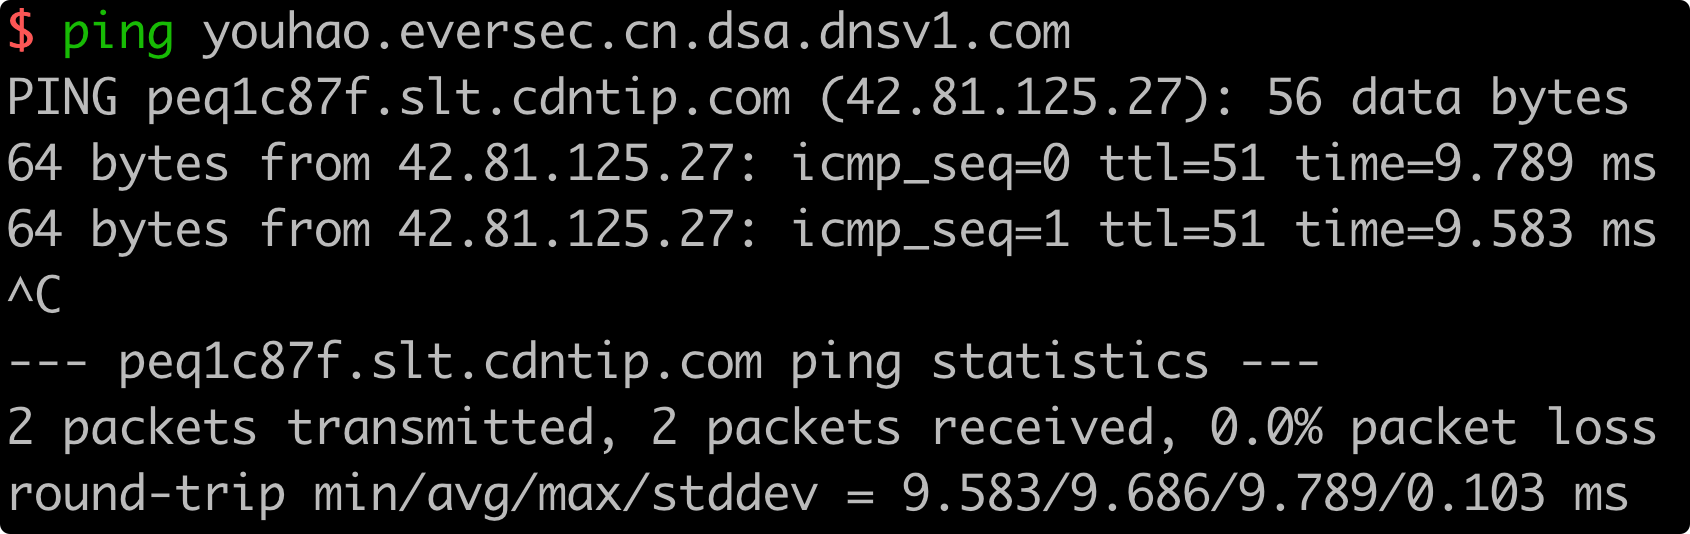 $ ping youhao.eversec.cn.dsa.dnsv1.com
PING peq1c87f.slt.cdntip.com (42.81.125.27): 56 data bytes
64 bytes from 42.81.125.27: icmp_seq=0 ttl=51 time=9.789 ms
64 bytes from 42.81.125.27: icmp_seq=1 ttl=51 time=9.583 ms
^C
--- peq1c87f.slt.cdntip.com ping statistics ---
2 packets transmitted, 2 packets received, 0.0% packet loss
round-trip min/avg/max/stddev = 9.583/9.686/9.789/0.103 ms